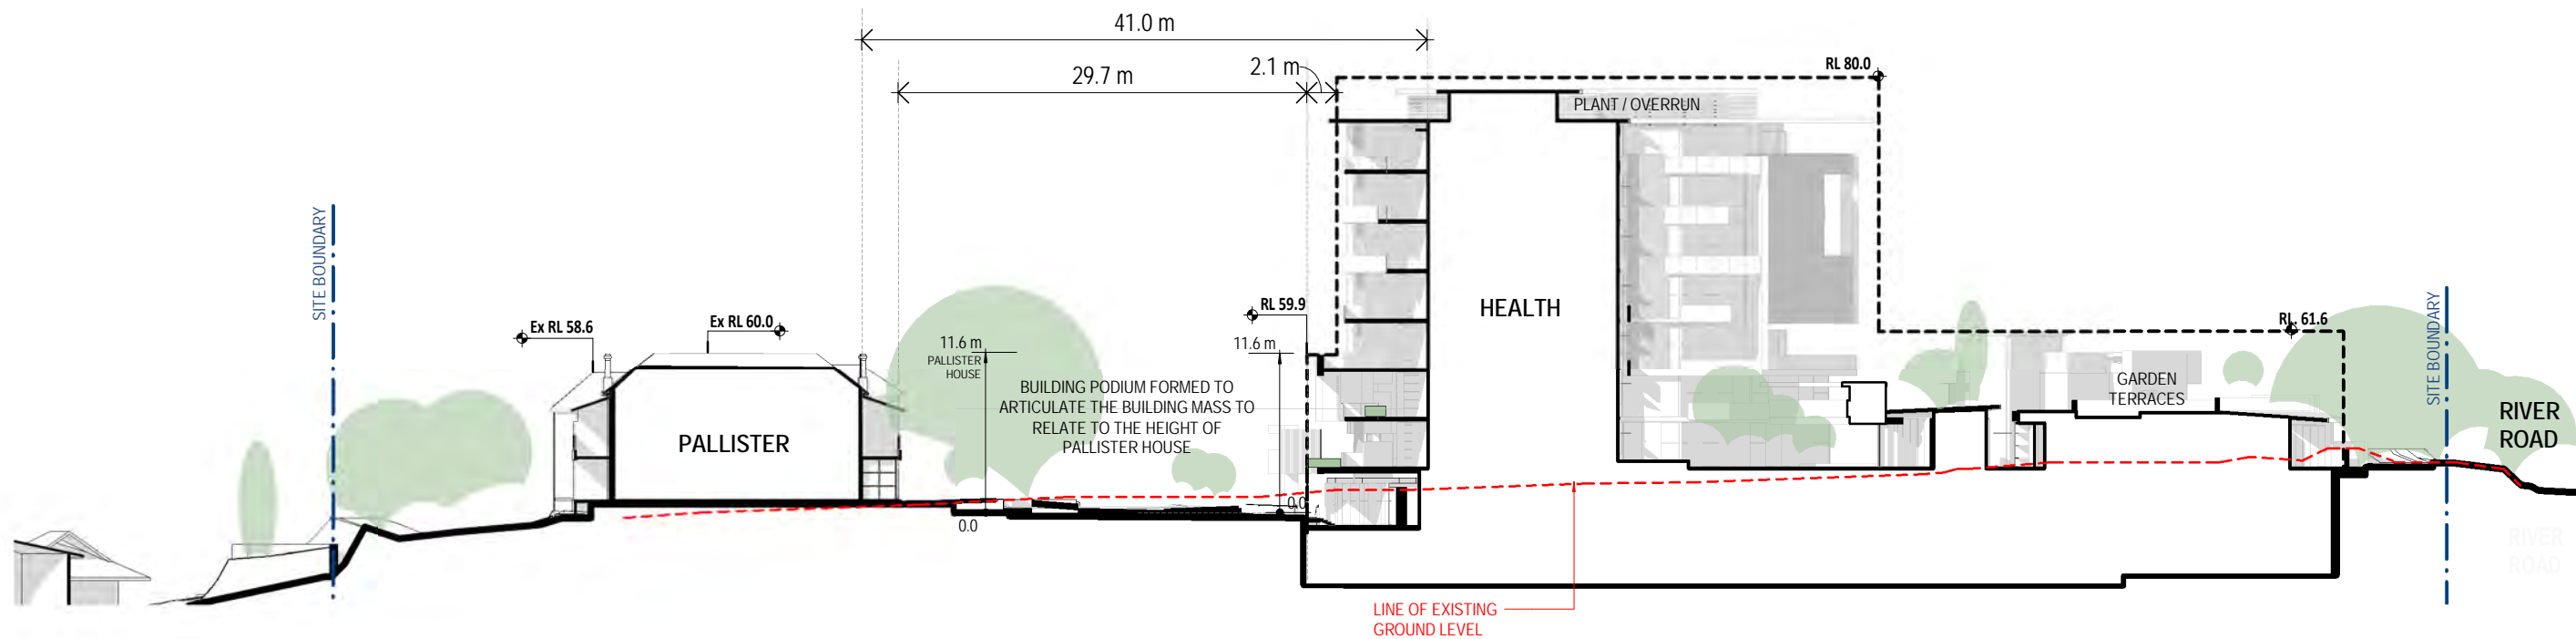 41.0 m
29.7 m
2.1 m
RL 80.0
PLANT / OVERRUN
SITE BOUNDARY
SITE BOUNDARY
Ex RL 58.6
Ex RL 60.0
RL 59.9
RL 61.6
11.6 m
PALLISTER
HOUSE
11.6 m
BUILDING PODIUM FORMED TO
ARTICULATE THE BUILDING MASS TO
RELATE TO THE HEIGHT OF
PALLISTER HOUSE
HEALTH
PALLISTER
GARDEN
TERRACES
RIVER
ROAD
0.0
0.0
RIVER
ROAD
LINE OF EXISTING
GROUND LEVEL